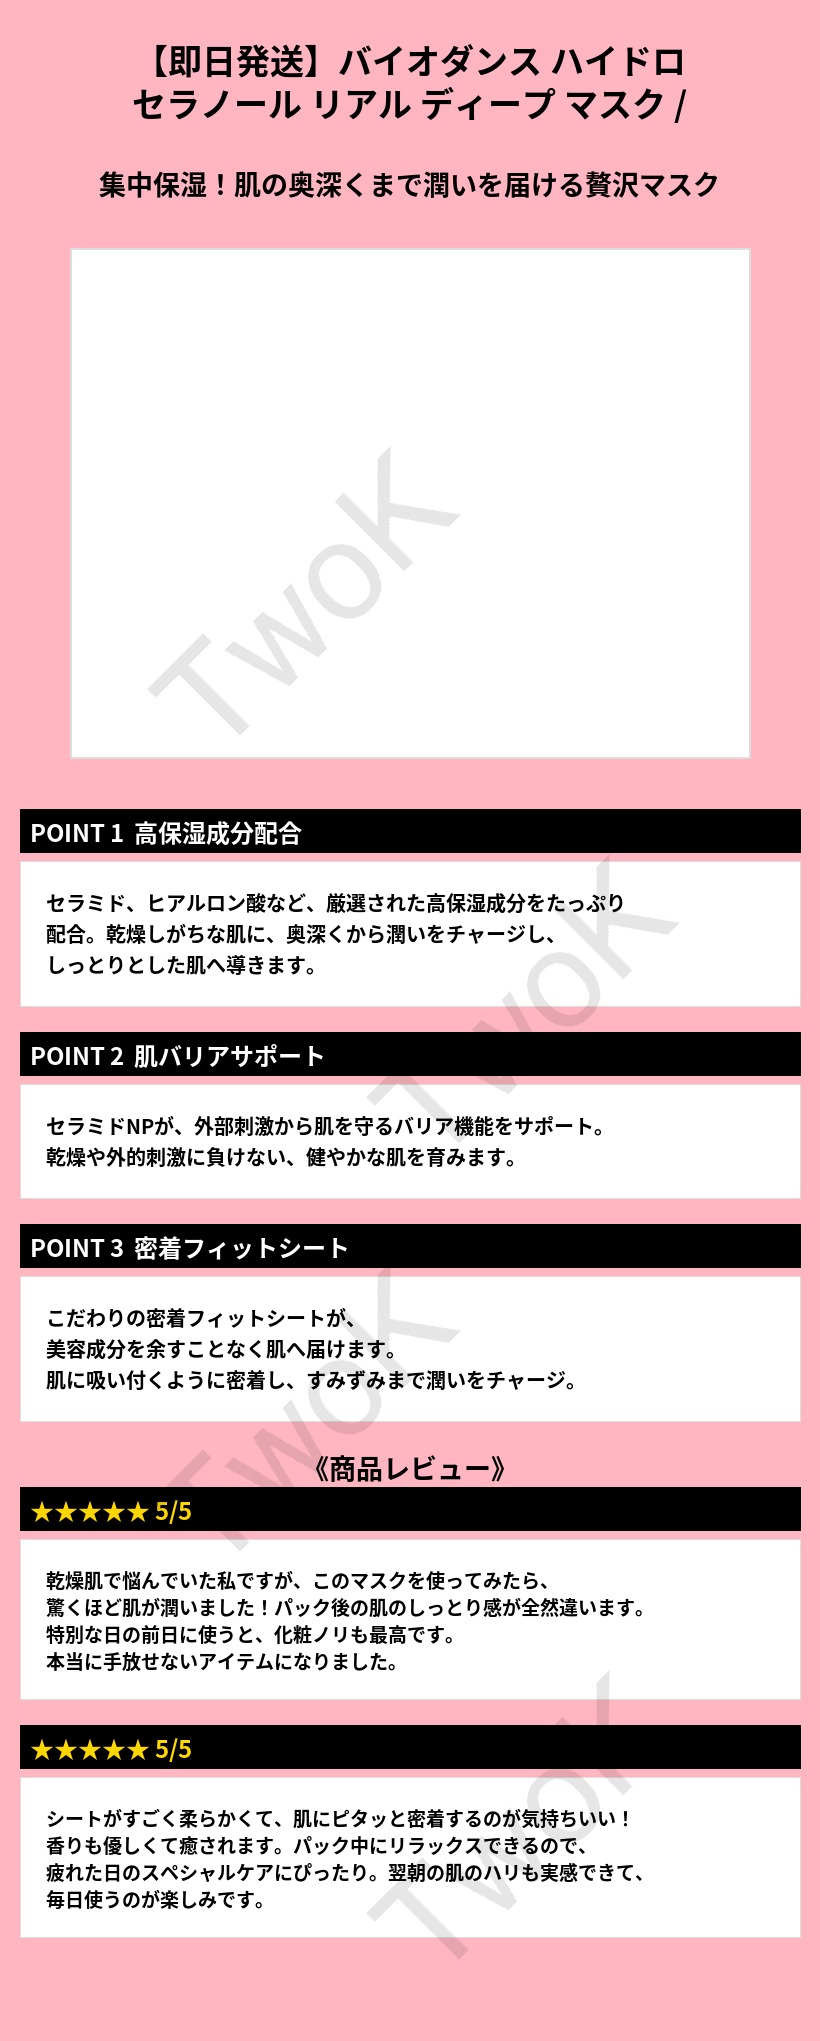 【即日発送】バイオダンス ハイドロ
セラノール リアル ディープ マスク /
集中保湿！肌の奥深くまで潤いを届ける贅沢マスク
TwoK
POINT 1 高保湿成分配合
セラミド、ヒアルロン酸など、厳選された高保湿成分をたっぷり
配合。乾燥しがちな肌に、奥深くから潤いをチャージし、
しっとりとした肌へ導きます。
TwoK
POINT 2 肌バリアサポート
セラミドNPが、外部刺激から肌を守るバリア機能をサポート。
乾燥や外的刺激に負けない、健やかな肌を育みます。
POINT 3 密着フィットシート
こだわりの密着フィットシートが、
美容成分を余すことなく肌へ届けます。
肌に吸い付くように密着し、すみずみまで潤いをチャージ。
TwoK
《商品レビュー》
★★★★★ 5/5
乾燥肌で悩んでいた私ですが、このマスクを使ってみたら、
驚くほど肌が潤いました！パック後の肌のしっとり感が全然違います。
特別な日の前日に使うと、化粧ノリも最高です。
本当に手放せないアイテムになりました。
★★★★★ 5/5
シートがすごく柔らかくて、肌にピタッと密着するのが気持ちいい！
香りも優しくて癒されます。パック中にリラックスできるので、
疲れた日のスペシャルケアにぴったり。翌朝の肌のハリも実感できて、
毎日使うのが楽しみです。
TwoK